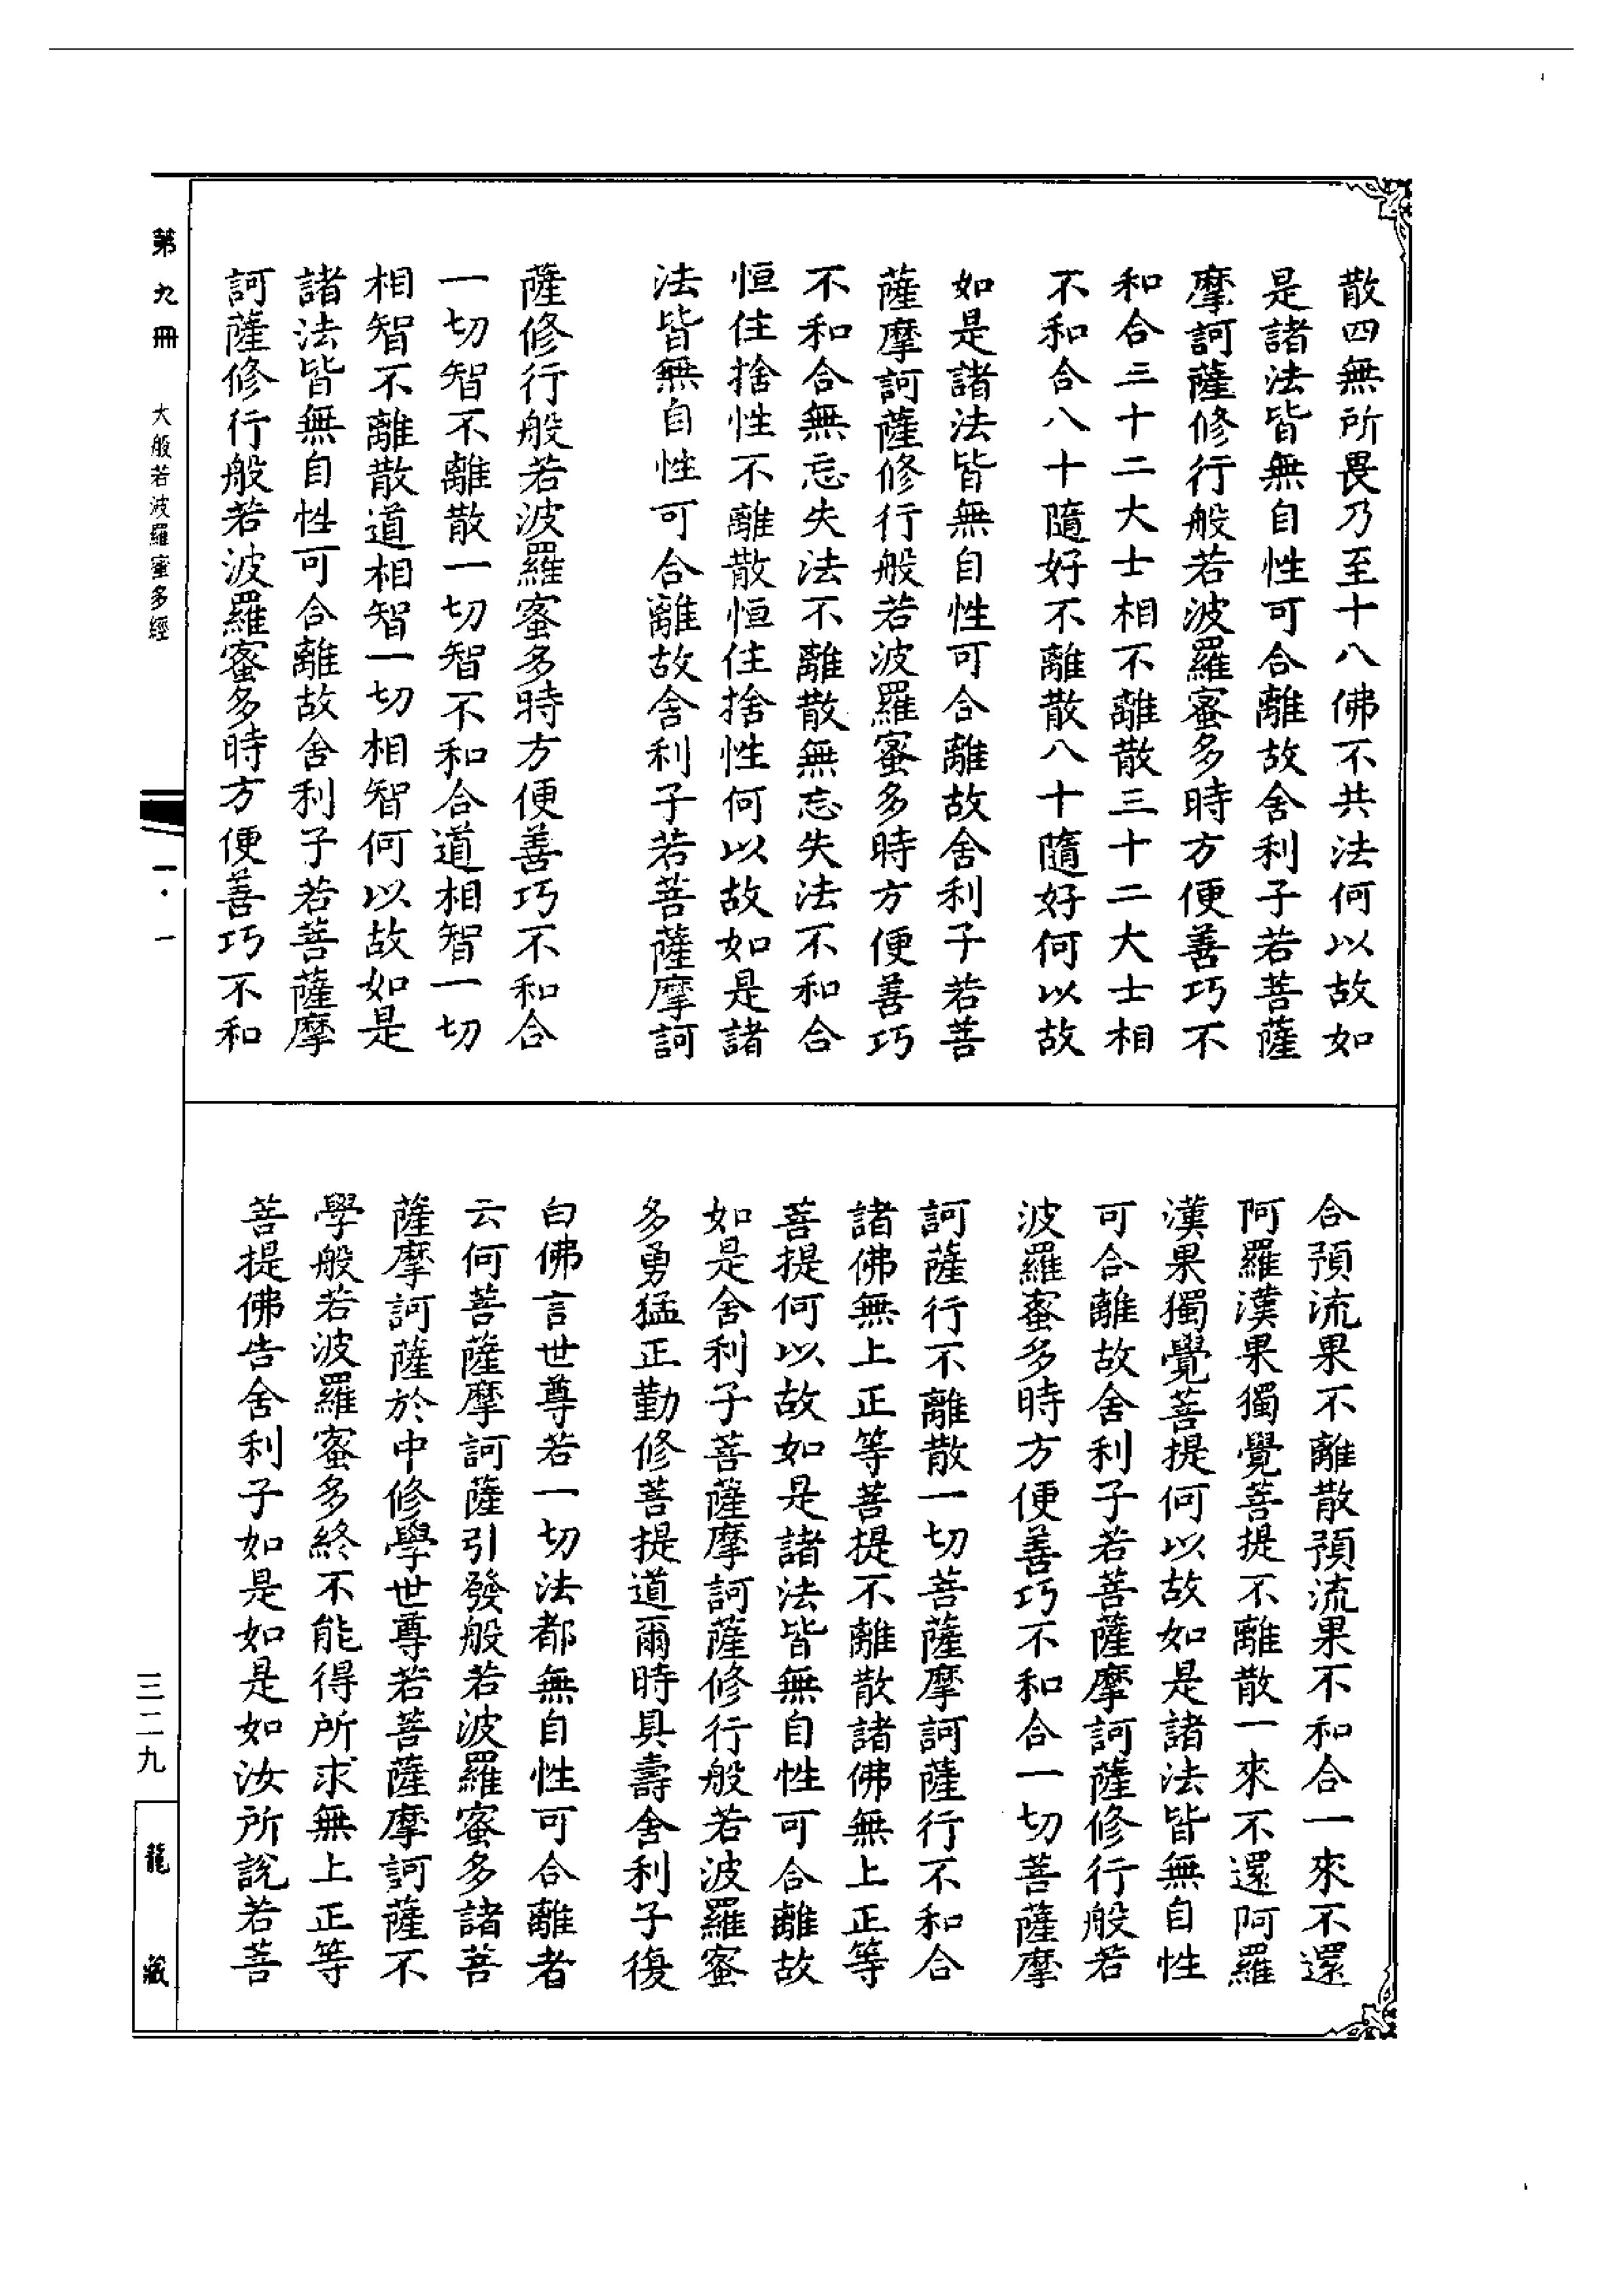 散四無所畏乃至十八佛不共法何以故如
是諸法皆無自性可合離故舍利子若菩薩
摩訶薩修行般若波羅蜜多時方便善巧不
和合三十二大士相不離散三十二大士相
不和合八十隨好不離散八十隨好何以故
如是諸法皆無自性可合離故舍利子若菩
薩摩訶薩修行般若波羅蜜多時方便善巧
不和合無忘失法不離散無忘失法不和合
恒住捨性不離散恒住捨性何以故如是諸
法皆無自性可合離故舍利子若菩薩摩訶
薩修行般若波羅蜜多時方便善巧不和合
一切智不離散一切智不和合道相智一切
相智不離散道相智一切相智何以故如是
諸法皆無自性可合離故舍利子若菩薩摩
訶薩修行般若波羅蜜多時方便善巧不和
合預流果不離散預流果不和合一來不還
阿羅漢果獨覺菩提不離散一來不還阿羅
漢果獨覺菩提何以故如是諸法皆無自性
可合離故舍利子若菩薩摩訶薩修行般若
波羅蜜多時方便善巧不和合一切菩薩摩
訶薩行不離散一切菩薩摩訶薩行不和合
諸佛無上正等菩提不離散諸佛無上正等
菩提何以故如是諸法皆無自性可合離故
如是舍利子菩薩摩訶薩修行般若波羅蜜
多勇猛正勤修菩提道爾時具壽舍利子復
白佛言世尊若一切法都無自性可合離者
云何菩薩摩訶薩引發般若波羅蜜多諸菩
薩摩訶薩於中修學世尊若菩薩摩訶薩不
學般若波羅蜜多終不能得所求無上正等
菩提佛告舍利子如是如是如汝所說若菩
第九冊 大般若波羅蜜多經
一·一
三二九
龍藏